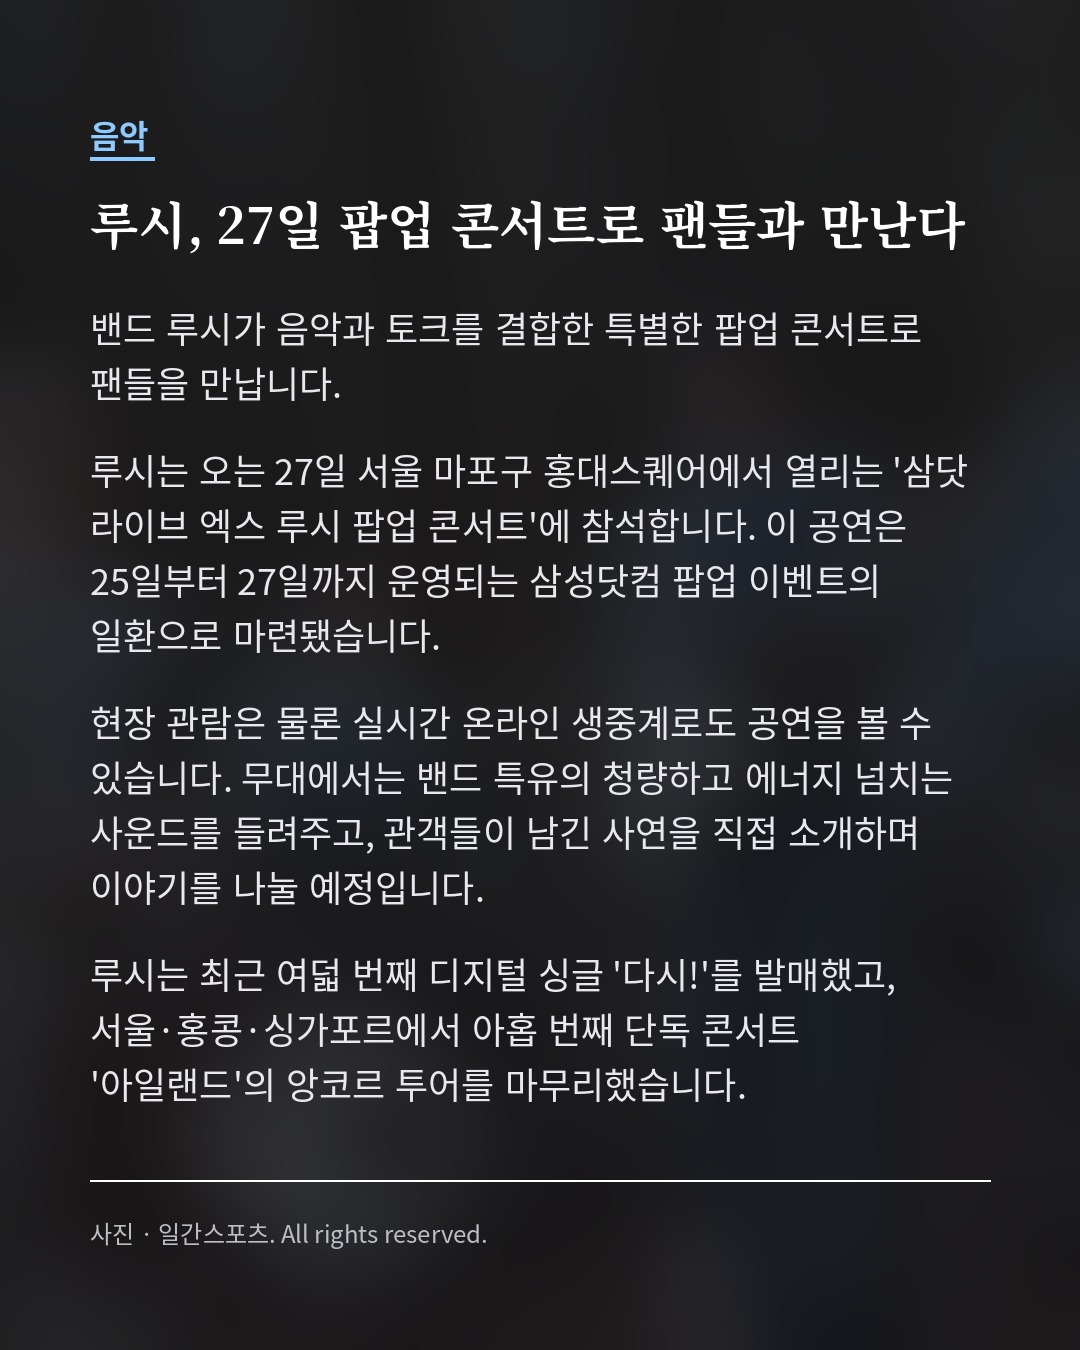 음악
루시, 27일 팝업 콘서트로 팬들과 만난다
밴드 루시가 음악과 토크를 결합한 특별한 팝업 콘서트로
팬들을 만납니다.
루시는 오는 27일 서울 마포구 홍대스퀘어에서 열리는 '삼닷
라이브 엑스 루시 팝업 콘서트'에 참석합니다. 이 공연은
25일부터 27일까지 운영되는 삼성닷컴 팝업 이벤트의
일환으로 마련됐습니다.
현장 관람은 물론 실시간 온라인 생중계로도 공연을 볼 수
있습니다. 무대에서는 밴드 특유의 청량하고 에너지 넘치는
사운드를 들려주고, 관객들이 남긴 사연을 직접 소개하며
이야기를 나눌 예정입니다.
루시는 최근 여덟 번째 디지털 싱글 '다시!'를 발매했고,
서울·홍콩·싱가포르에서 아홉 번째 단독 콘서트
'아일랜드'의 앙코르 투어를 마무리했습니다.
사진 · 일간스포츠. All rights reserved.